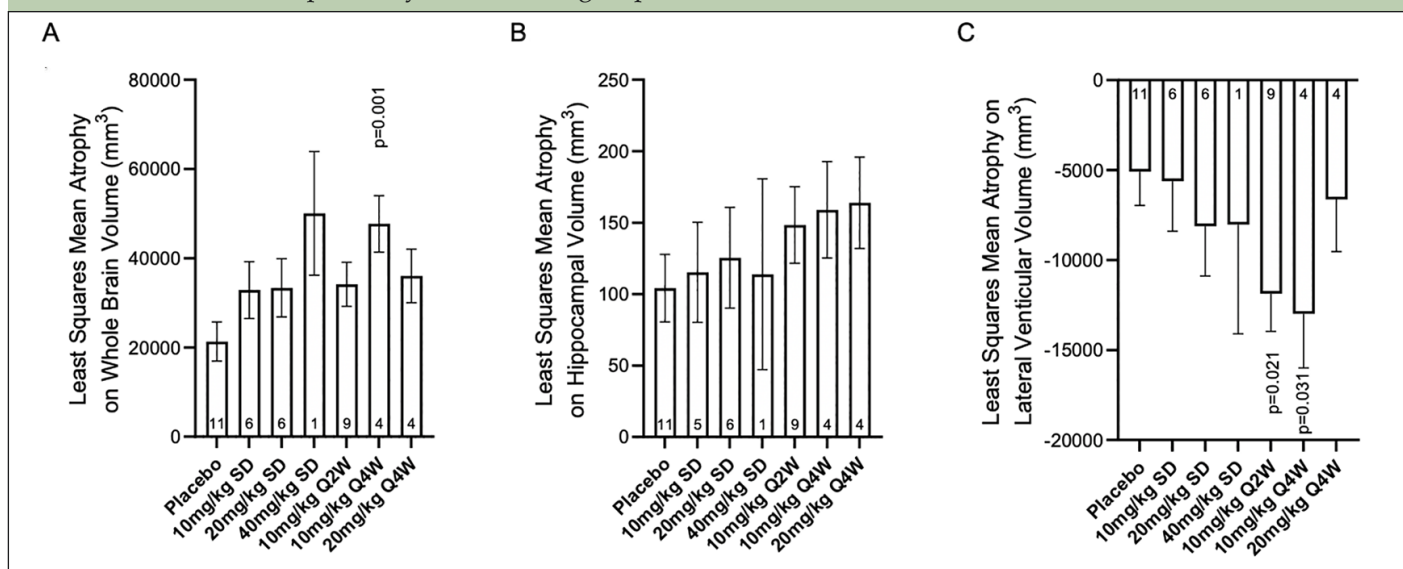 A
Least Squares Mean Atrophy
on Whole Brain Volume (mm³)
80000
60000
40000
20000
0
p=0.001
11 6 6 1 9 4 4
Placebo
10mg/kg SD
20mg/kg SD
40mg/kg SD
10mg/kg Q2W
10mg/kg Q4W
20mg/kg Q4W
B
Least Squares Mean Atrophy
on Hippocampal Volume (mm³)
250
200
150
100
50
0
11 5 6 1 9 4 4
Placebo
10mg/kg SD
20mg/kg SD
40mg/kg SD
10mg/kg Q2W
10mg/kg Q4W
20mg/kg Q4W
C
Least Squares Mean Atrophy on
Lateral Venticular Volume (mm³)
0
-5000
-10000
-15000
-20000
11 6 6 1 9 4 4
p=0.021
p=0.031
Placebo
10mg/kg SD
20mg/kg SD
40mg/kg SD
10mg/kg Q2W
10mg/kg Q4W
20mg/kg Q4W